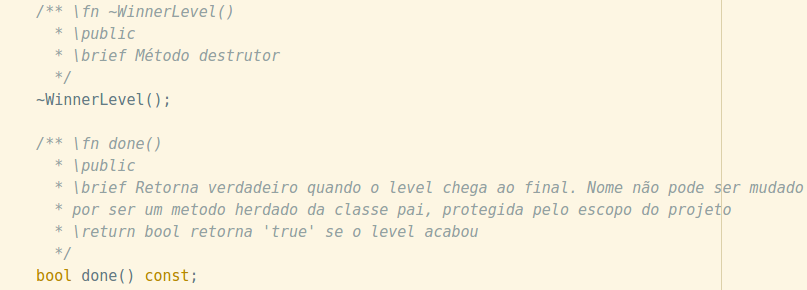 /** \fn ~WinnerLevel()
* \public
* \brief Método destrutor
*/
~WinnerLevel();
/** \fn done()
* \public
* \brief Retorna verdadeiro quando o level chega ao final. Nome não pode ser mudado
* por ser um metodo herdado da classe pai, protegida pelo escopo do projeto
* \return bool retorna 'true' se o level acabou
*/
bool done() const;